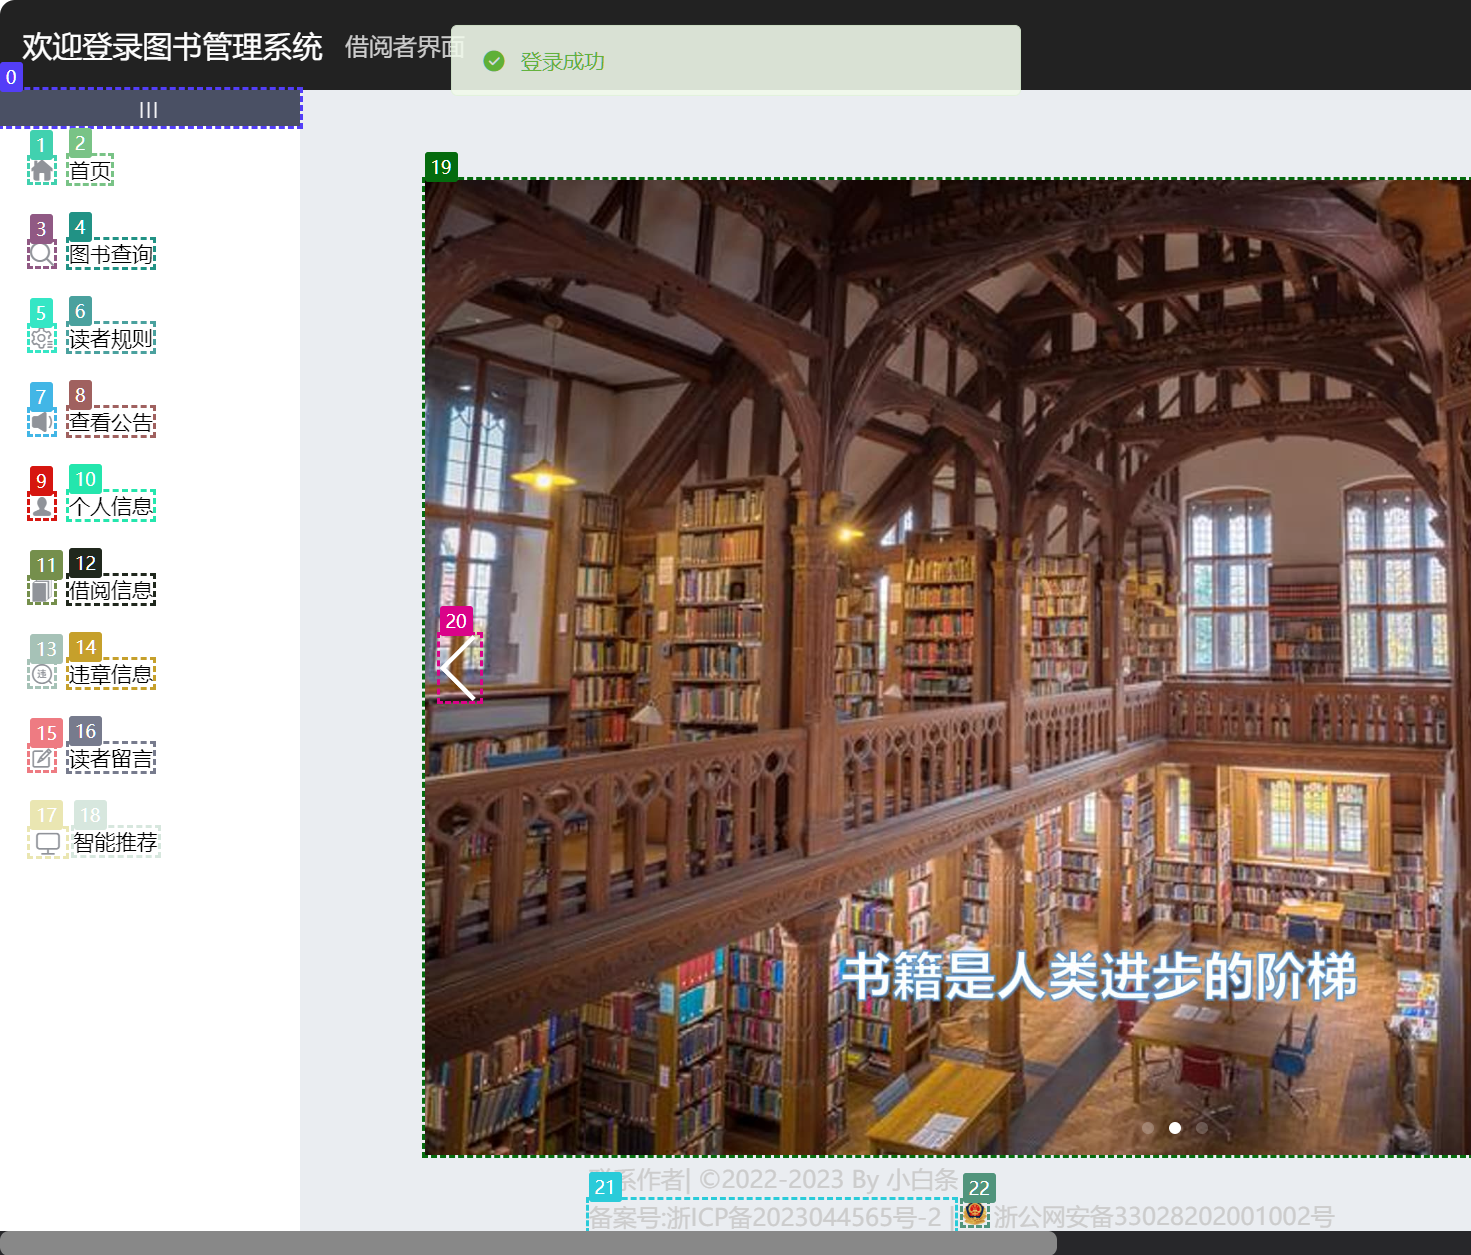 欢迎登录图书管理系统 借阅者界面
登录成功
0
|||
1 2
首页
3 4
图书查询
5 6
读者规则
7 8
查看公告
9 10
个人信息
11 12
借阅信息
13 14
违章信息
15 16
读者留言
17 18
智能推荐
19
20
书籍是人类进步的阶梯
系作者| ©2022-2023 By 小白条
21 22
备案号:浙ICP备2023044565号-2 | 浙公网安备33028202001002号